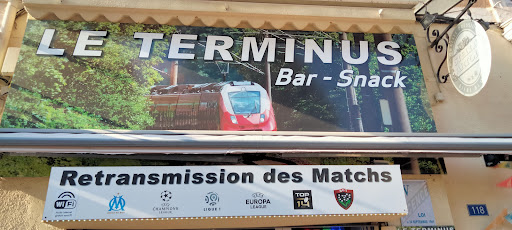 LE TERMINUS
Bar - Snack
Retransmission des Matchs
WiFi
CHAMPIONS LEAGUE
LIGUE 1
EUROPA LEAGUE
TOP 14
118